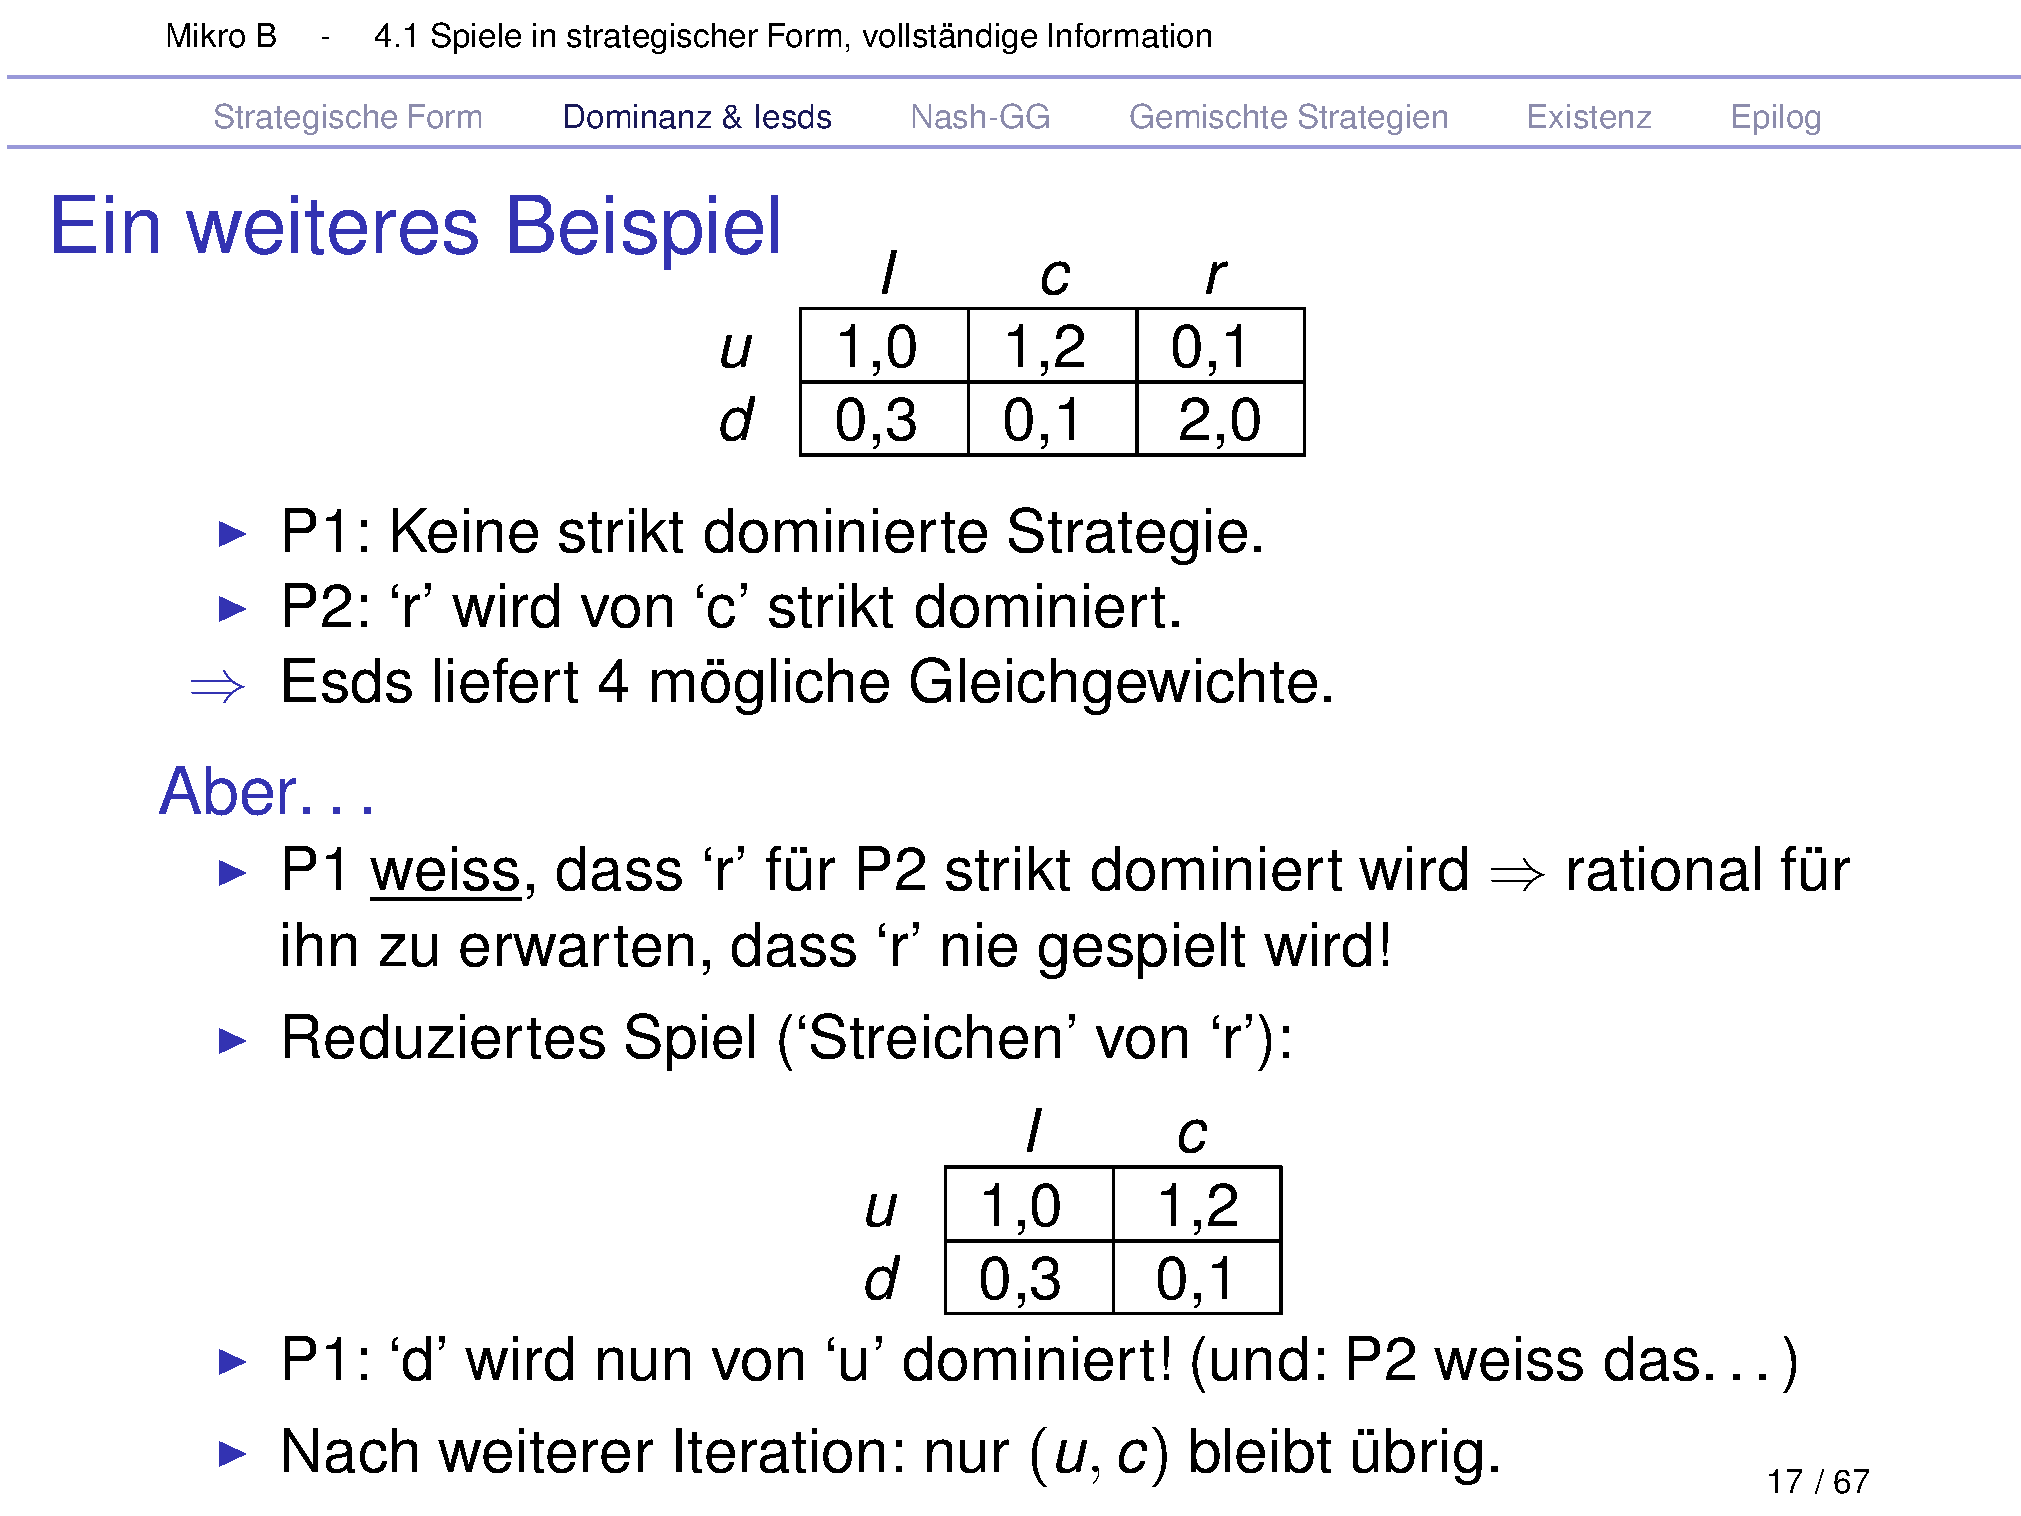 Mikro B - 4.1 Spiele in strategischer Form, vollständige Information
Strategische Form Dominanz & Iesds Nash-GG Gemischte Strategien Existenz Epilog
Ein weiteres Beispiel
l c r
u 1,0 1,2 0,1
d 0,3 0,1 2,0
▶ P1: Keine strikt dominierte Strategie.
▶ P2: ‘r’ wird von ‘c’ strikt dominiert.
⇒ Esds liefert 4 mögliche Gleichgewichte.
Aber. . .
▶ P1 weiss, dass ‘r’ für P2 strikt dominiert wird ⇒ rational für
ihn zu erwarten, dass ‘r’ nie gespielt wird!
▶ Reduziertes Spiel (‘Streichen’ von ‘r’):
l c
u 1,0 1,2
d 0,3 0,1
▶ P1: ‘d’ wird nun von ‘u’ dominiert! (und: P2 weiss das. . . )
▶ Nach weiterer Iteration: nur (u, c) bleibt übrig.
17 / 67